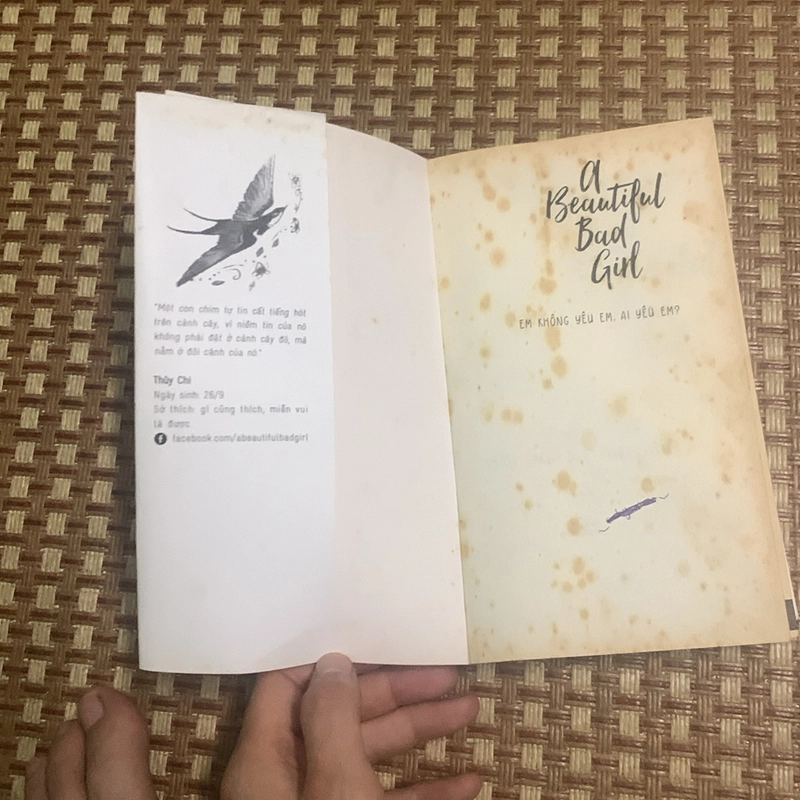 "Một con chim tự tin cất tiếng hót
trên cành cây, vì niềm tin của nó
không phải đặt ở cành cây đó, mà
nằm ở đôi cánh của nó."
Thùy Chi
Ngày sinh: 26/9
Sở thích: gì cũng thích, miễn vui
là được
facebook.com/abeautifulbadgirl
A
Beautiful
Bad
Girl
EM KHÔNG YÊU EM, AI YÊU EM?